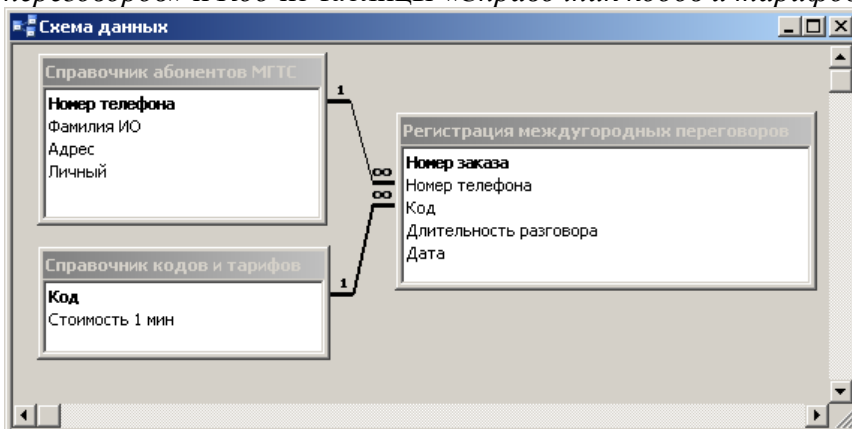 Схема данных
Справочник абонентов МГТС
Номер телефона
Фамилия ИО
Адрес
Личный
1
∞
∞
Регистрация междугородных переговоров
Номер заказа
Номер телефона
Код
Длительность разговора
Дата
Справочник кодов и тарифов
Код
Стоимость 1 мин
1